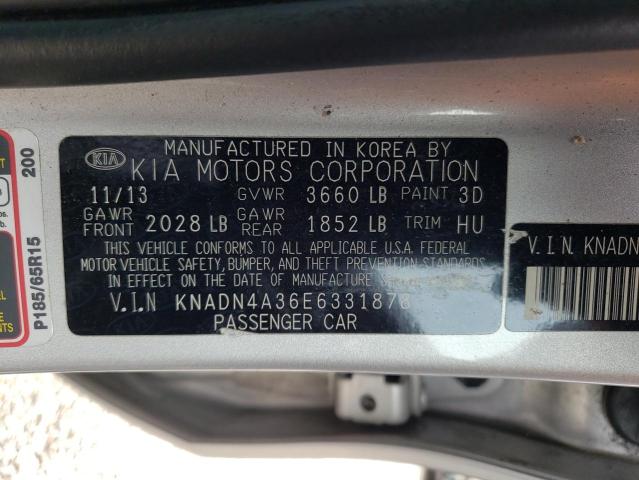 MANUFACTURED IN KOREA BY
KIA KIA MOTORS CORPORATION
11/13 GVWR 3660 LB PAINT 3D
GAWR FRONT 2028 LB GAWR REAR 1852 LB TRIM HU
THIS VEHICLE CONFORMS TO ALL APPLICABLE U.S.A. FEDERAL
MOTOR VEHICLE SAFETY, BUMPER, AND THEFT PREVENTION STANDARDS
IN EFFECT ON THE DATE OF MANUFACTURE SHOWN ABOVE.
V.I.N KNADN4A36E6331878
PASSENGER CAR
V.I.N. KNADN
P185/65R15 200